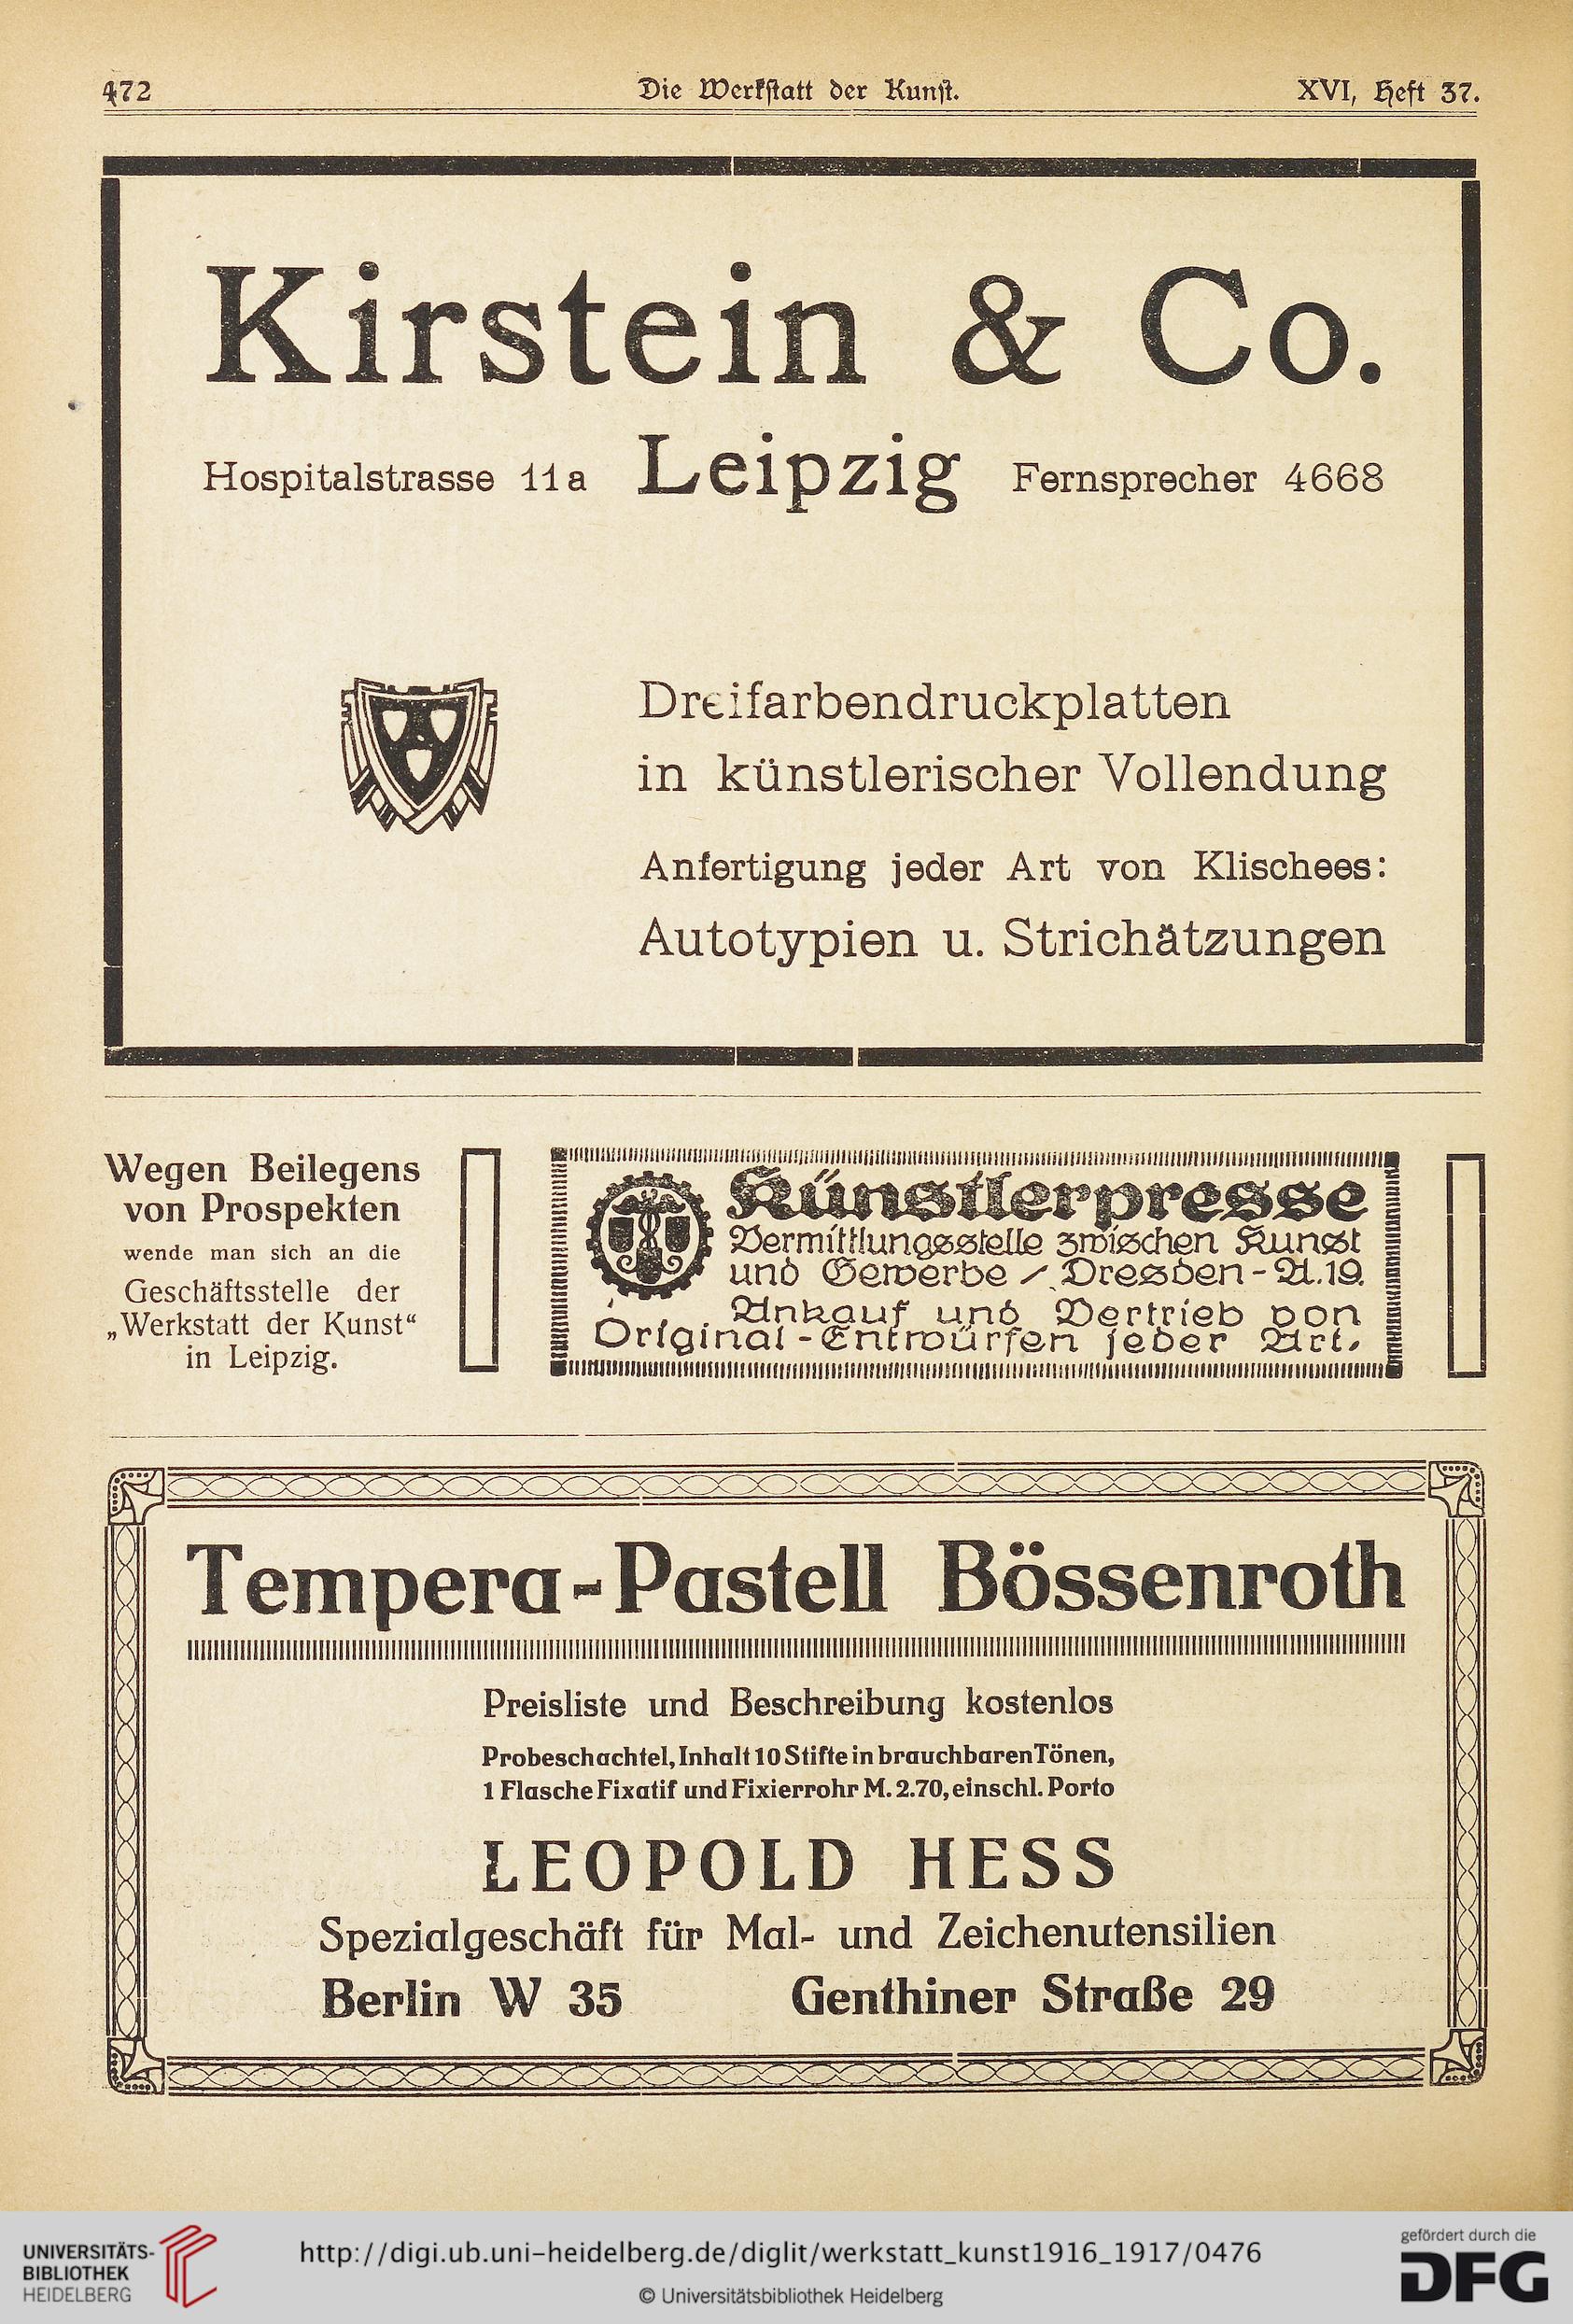 472 Die Werkstatt der Kunst. XVI, Heft 37.
Kirstein & Co.
Hospitalstrasse 11a Leipzig Fernsprecher 4668
Dreifarbendruckplatten
in künstlerischer Vollendung
Anfertigung jeder Art von Klischees:
Autotypien u. Strichätzungen
Wegen Beilegens
von Prospekten
wende man sich an die
Geschäftsstelle der
„Werkstatt der Kunst“
in Leipzig.
Künstlerpresse
Vermittlungsstelle zwischen Kunst
und Gewerbe / Dresden-A.19.
Ankauf und Vertrieb von
Original-Entwürfen jeder Art.
Tempera-Pastell Bössenroth
Preisliste und Beschreibung kostenlos
Probeschachtel, Inhalt 10 Stifte in brauchbaren Tönen,
1 Flasche Fixatif und Fixierrohr M. 2.70, einschl. Porto
LEOPOLD HESS
Spezialgeschäft für Mal- und Zeichenutensilien
Berlin W 35 Genthiner Straße 29
UNIVERSITÄTS-
BIBLIOTHEK
HEIDELBERG
http://digi.ub.uni-heidelberg.de/diglit/werkstatt_kunst1916_1917/0476
© Universitätsbibliothek Heidelberg
gefördert durch die
DFG